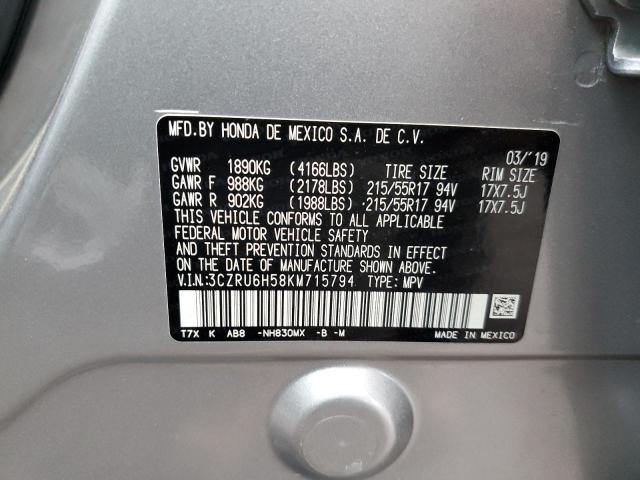 MFD.BY HONDA DE MEXICO S.A. DE C.V.
03/'19
GVWR 1890KG (4166LBS) TIRE SIZE RIM SIZE
GAWR F 988KG (2178LBS) 215/55R17 94V 17X7.5J
GAWR R 902KG (1988LBS) 215/55R17 94V 17X7.5J
THIS VEHICLE CONFORMS TO ALL APPLICABLE
FEDERAL MOTOR VEHICLE SAFETY
AND THEFT PREVENTION STANDARDS IN EFFECT
ON THE DATE OF MANUFACTURE SHOWN ABOVE.
V.I.N.:3CZRU6H58KM715794 TYPE: MPV
T7X K AB8 -NH830MX -B -M MADE IN MEXICO